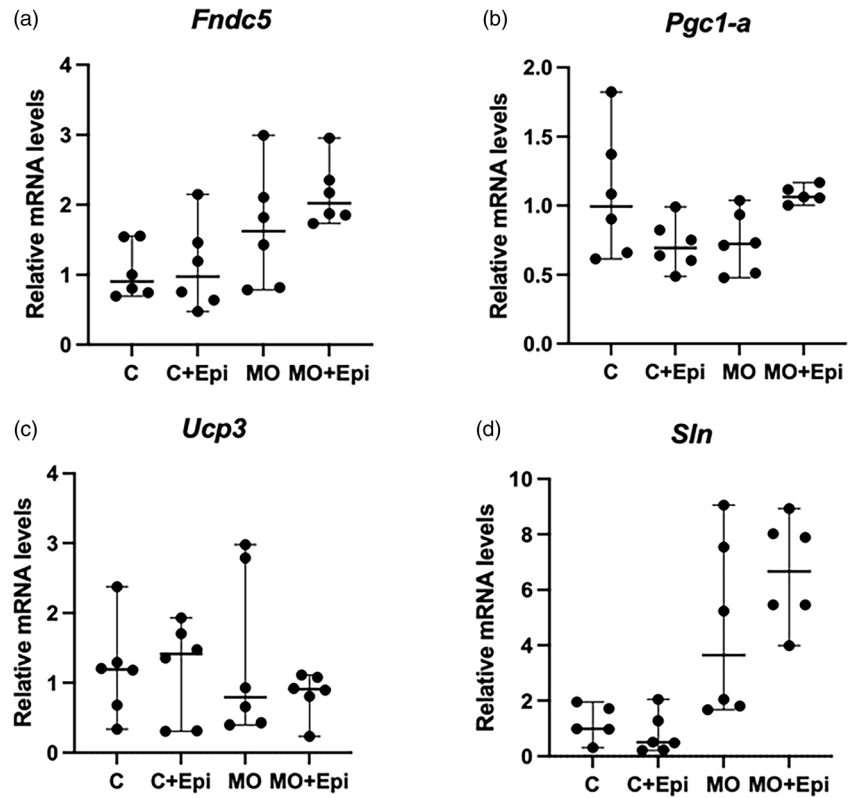 (a)
Fndc5
Relative mRNA levels
4
3
2
1
0
C
C+Epi
MO
MO+Epi
(b)
Pgc1-a
Relative mRNA levels
2.0
1.5
1.0
0.5
0.0
C
C+Epi
MO
MO+Epi
(c)
Ucp3
Relative mRNA levels
4
3
2
1
0
C
C+Epi
MO
MO+Epi
(d)
Sln
Relative mRNA levels
10
8
6
4
2
0
C
C+Epi
MO
MO+Epi